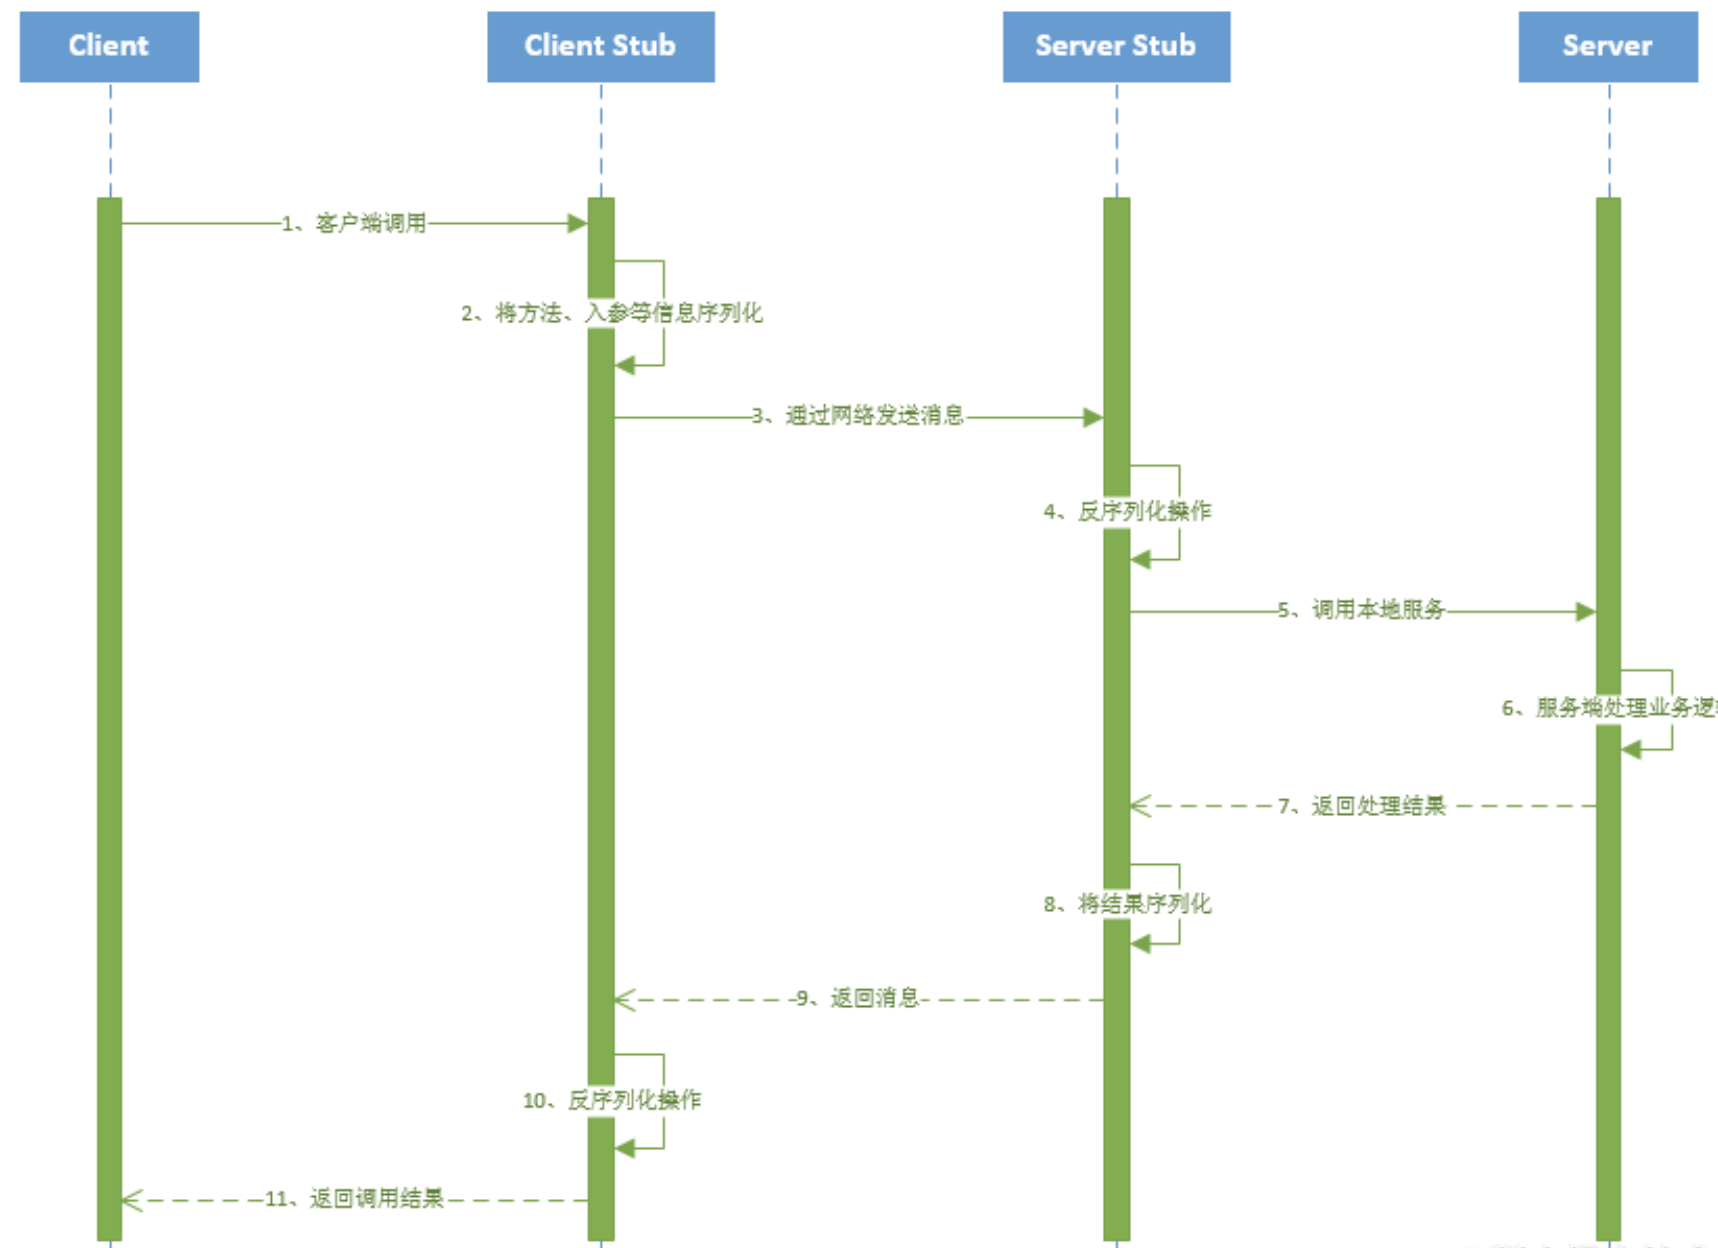 Client
Client Stub
Server Stub
Server
1、客户端调用
2、将方法、入参等信息序列化
3、通过网络发送消息
4、反序列化操作
5、调用本地服务
6、服务端处理业务逻
7、返回处理结果
8、将结果序列化
9、返回消息
10、反序列化操作
11、返回调用结果